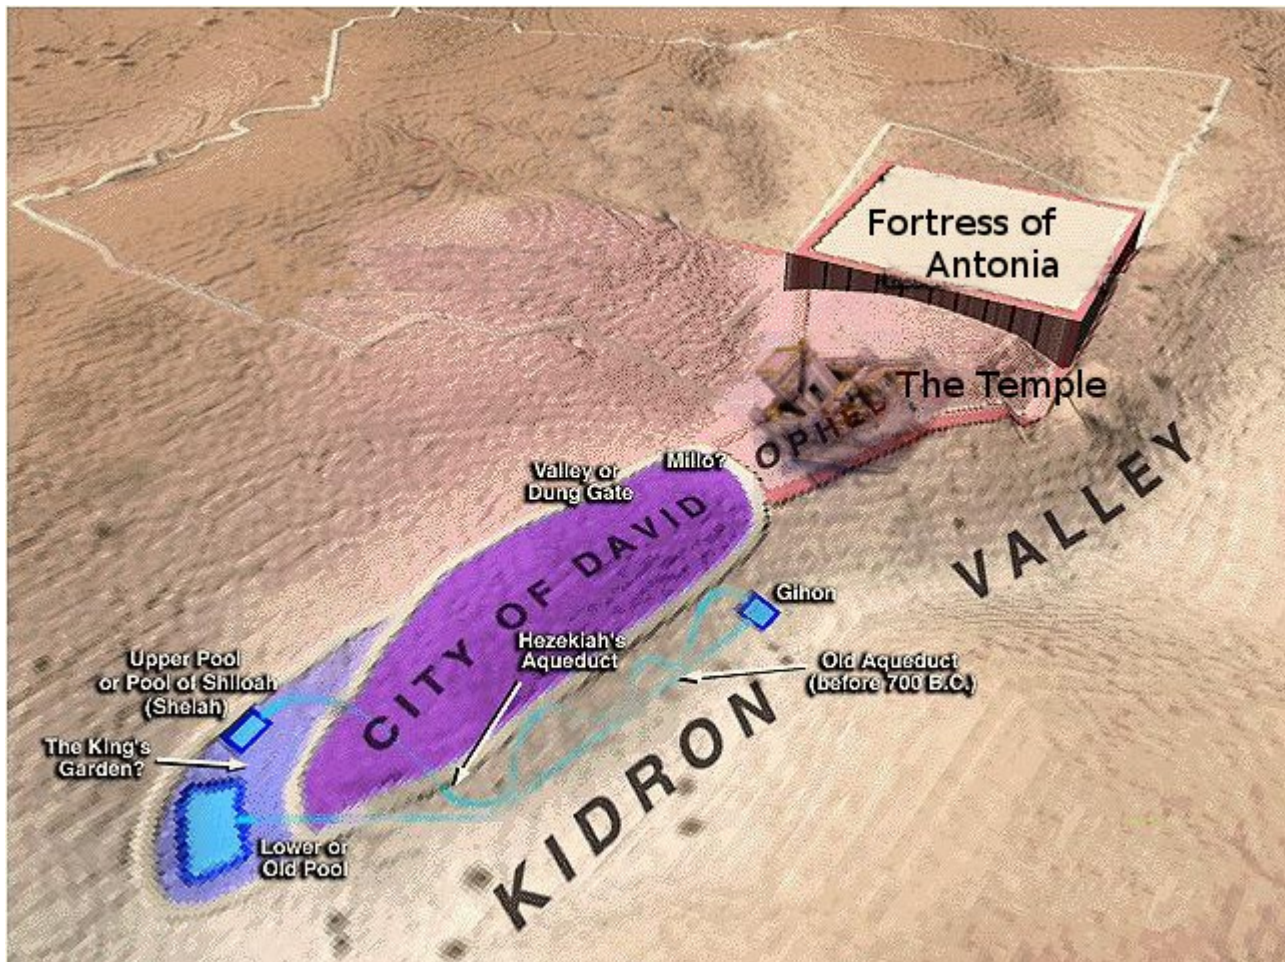 Fortress of
Antonia
The Temple
OPHEL
Millo?
Valley or
Dung Gate
CITY OF DAVID
KIDRON VALLEY
Gihon
Hezekiah's
Aqueduct
Old Aqueduct
(before 700 B.C.)
Upper Pool
or Pool of Shiloah
(Shelah)
The King's
Garden?
Lower or
Old Pool